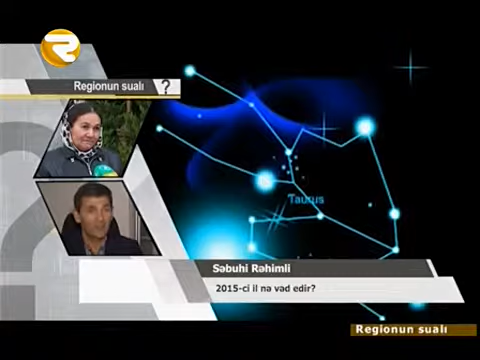 Regionun sualı ?
Taurus
Səbuhi Rəhimli
2015-ci il nə vəd edir?
Regionun sualı